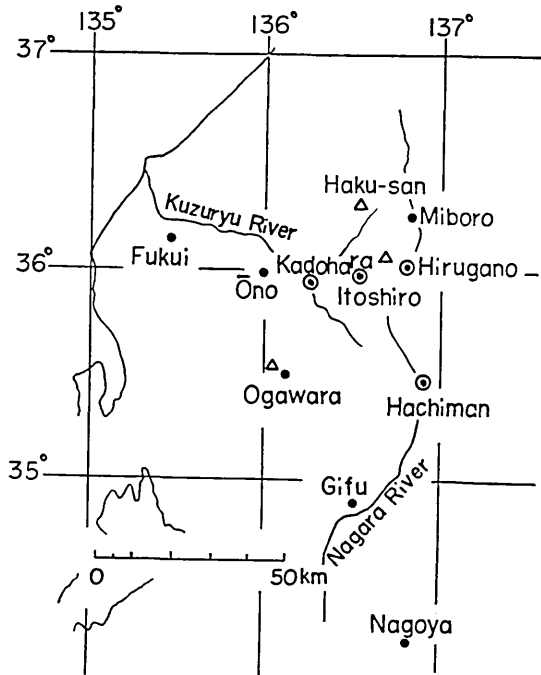 135° 136° 137°
37°
Haku-san
Kuzuryu River
Miboro
Fukui
36°
Kadohara
Hirugano
Ōno
Itoshiro
Ogawara
Hachiman
35°
Gifu
Nagara River
0 50km
Nagoya